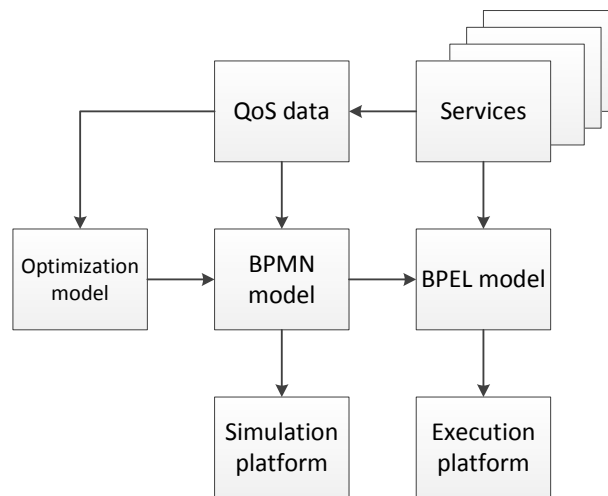 QoS data
Services
Optimization
model
BPMN
model
BPEL model
Simulation
platform
Execution
platform